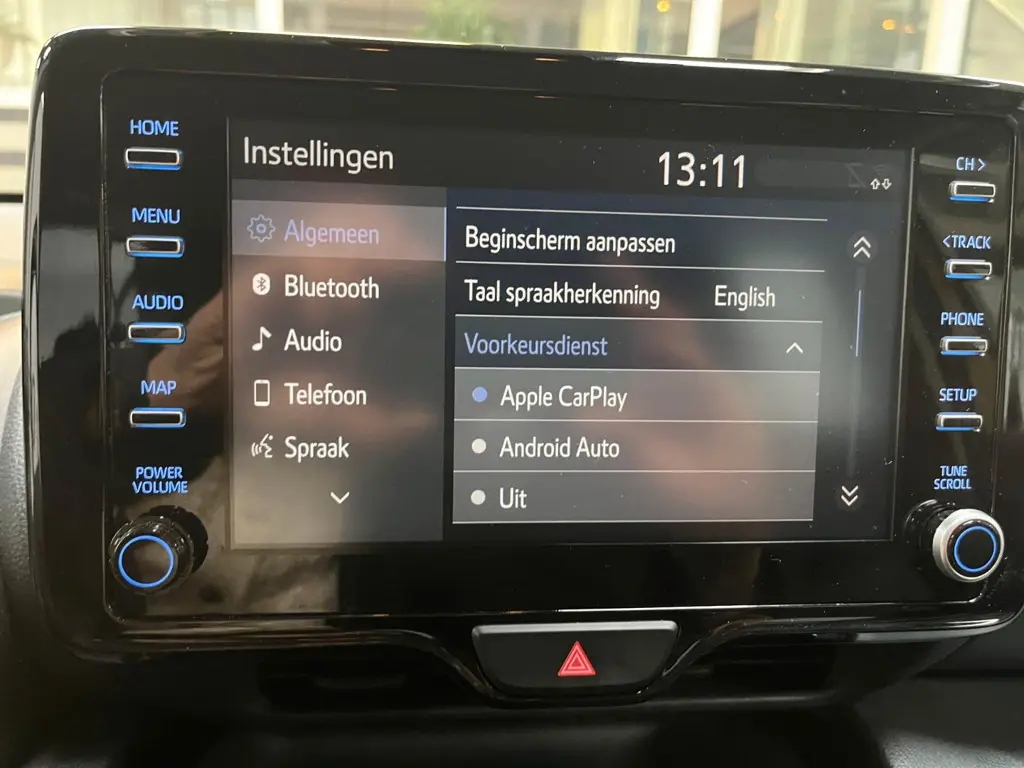 HOME
MENU
AUDIO
MAP
POWER
VOLUME
Instellingen
13:11
Algemeen
Bluetooth
Audio
Telefoon
Spraak
Beginscherm aanpassen
Taal spraakherkenning English
Voorkeursdienst
Apple CarPlay
Android Auto
Uit
CH>
<TRACK
PHONE
SETUP
TUNE
SCROLL